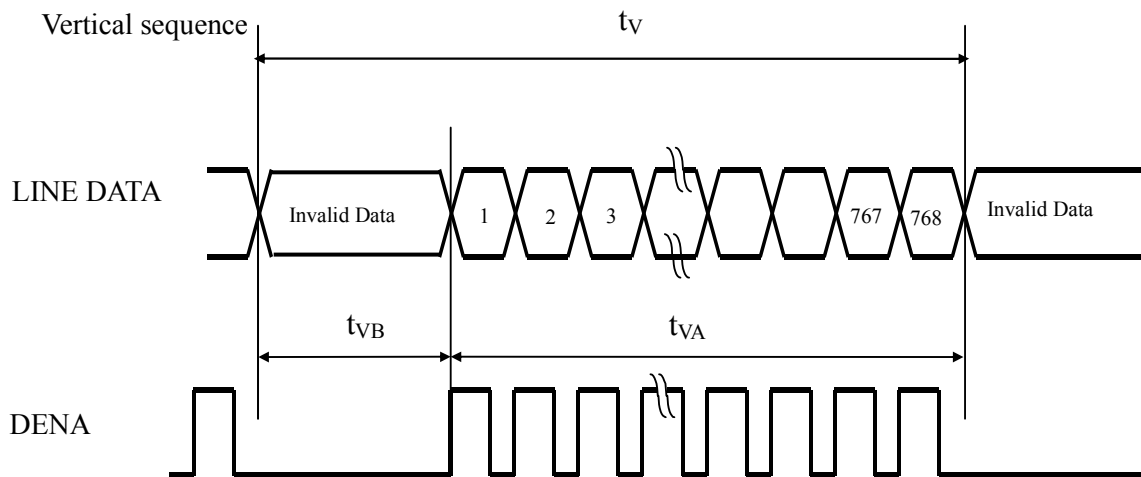 Vertical sequence
tV
LINE DATA
Invalid Data 1 2 3 767 768 Invalid Data
tVB tVA
DENA